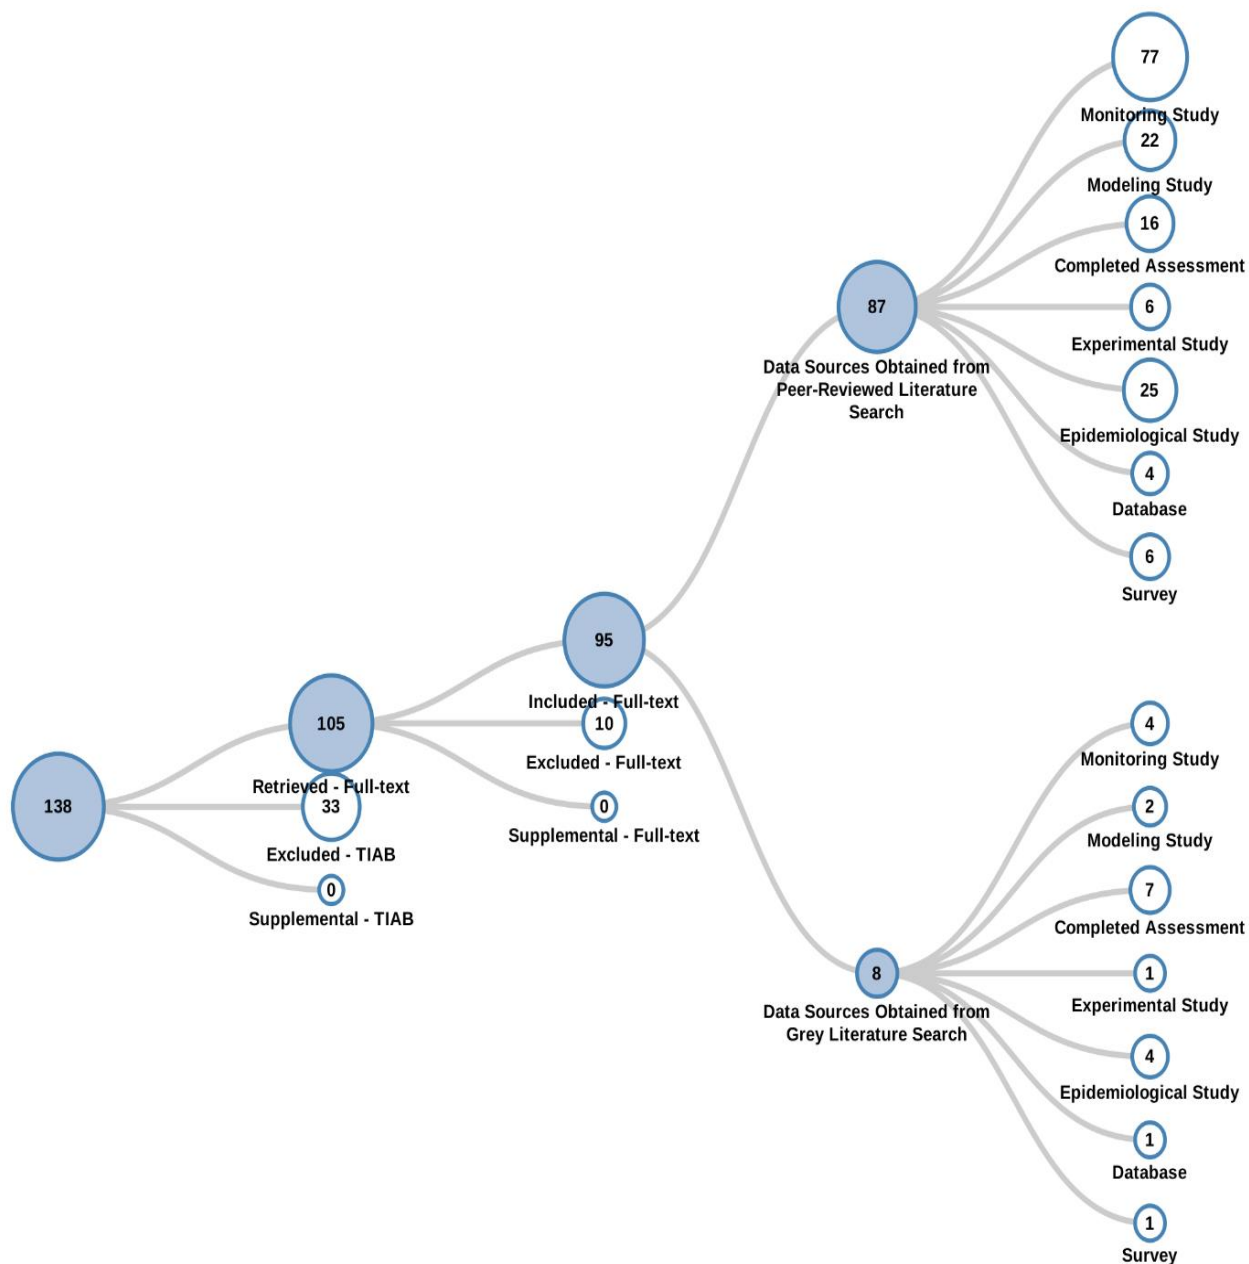 138
105
Retrieved - Full-text
33
Excluded - TIAB
0
Supplemental - TIAB
95
Included - Full-text
10
Excluded - Full-text
0
Supplemental - Full-text
87
Data Sources Obtained from
Peer-Reviewed Literature
Search
77
Monitoring Study
22
Modeling Study
16
Completed Assessment
6
Experimental Study
25
Epidemiological Study
4
Database
6
Survey
8
Data Sources Obtained from
Grey Literature Search
4
Monitoring Study
2
Modeling Study
7
Completed Assessment
1
Experimental Study
4
Epidemiological Study
1
Database
1
Survey